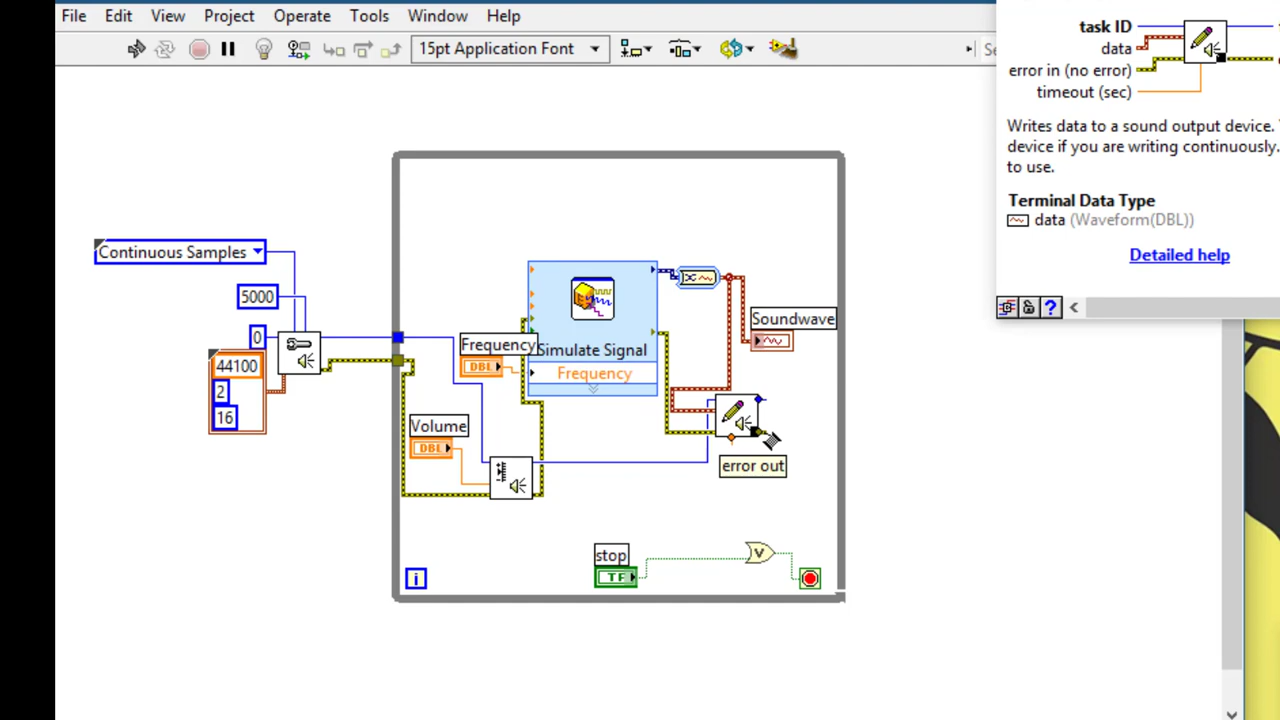 File Edit View Project Operate Tools Window Help
15pt Application Font
task ID
data
error in (no error)
timeout (sec)
Writes data to a sound output device.
device if you are writing continuously.
to use.
Terminal Data Type
data (Waveform(DBL))
Detailed help
?
Continuous Samples
5000
0
44100
2
16
Frequency
DBL
Simulate Signal
Frequency
Soundwave
Volume
DBL
error out
stop
TF
V
i